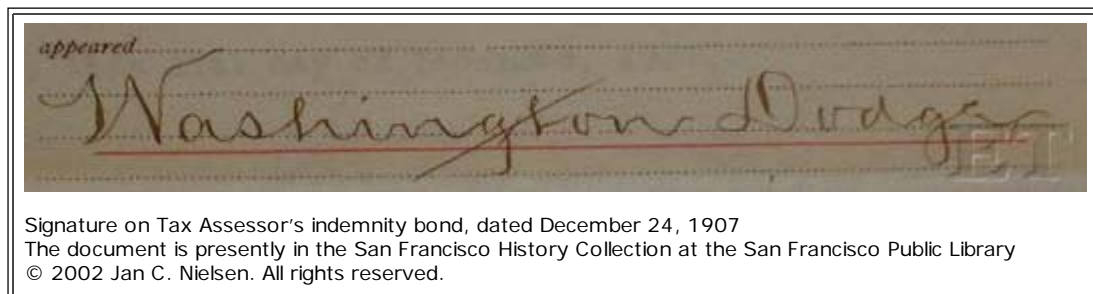 appeared
Washington Dodge
ET
Signature on Tax Assessor's indemnity bond, dated December 24, 1907
The document is presently in the San Francisco History Collection at the San Francisco Public Library
© 2002 Jan C. Nielsen. All rights reserved.